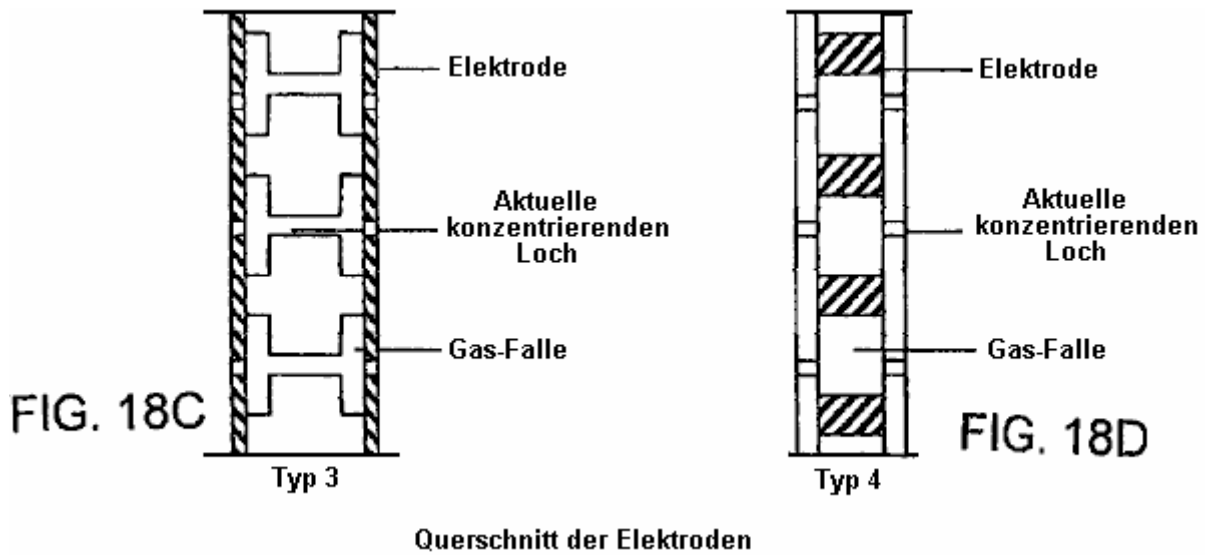 Elektrode
Aktuelle
konzentrierenden
Loch
Gas-Falle
FIG. 18C
Typ 3
Elektrode
Aktuelle
konzentrierenden
Loch
Gas-Falle
FIG. 18D
Typ 4
Querschnitt der Elektroden